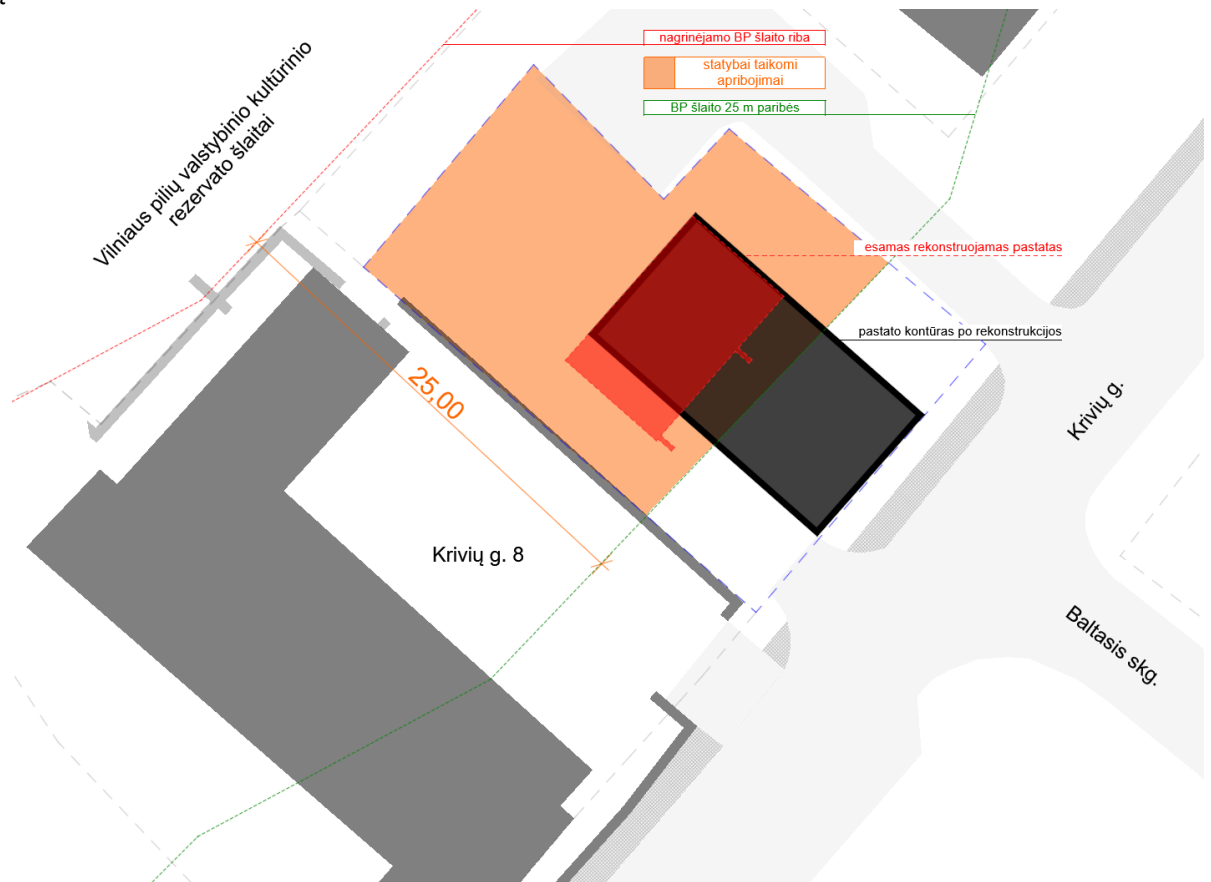 nagrinėjamo BP šlaito riba
statybai taikomi
apribojimai
BP šlaito 25 m paribės
Vilniaus pilių valstybinio kultūrinio
rezervato šlaitai
esamas rekonstruojamas pastatas
pastato kontūras po rekonstrukcijos
25,00
Krivių g.
Krivių g. 8
Baltasis skg.